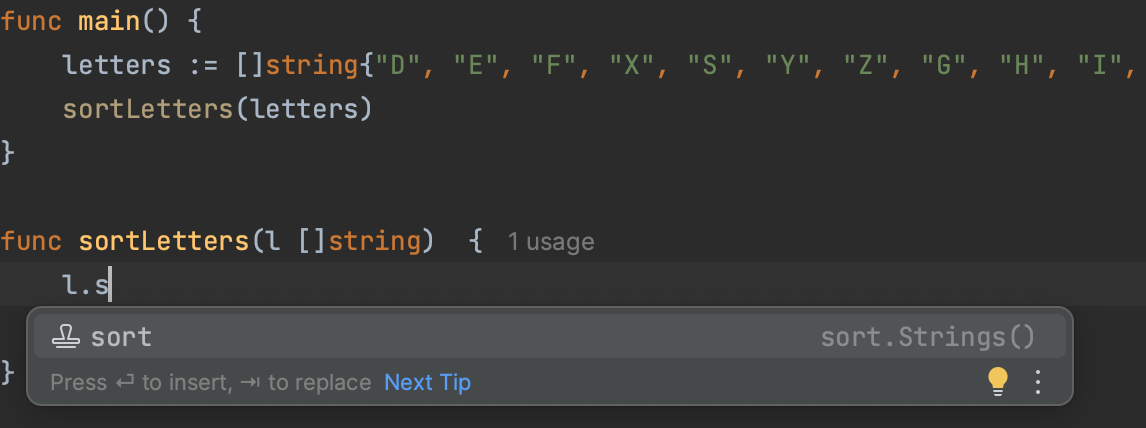 func main() {
    letters := []string{"D", "E", "F", "X", "S", "Y", "Z", "G", "H", "I",
    sortLetters(letters)
}
func sortLetters(l []string)  { 1 usage
    l.s
sort sort.Strings()
Press ⏎ to insert, ⇥ to replace Next Tip
}